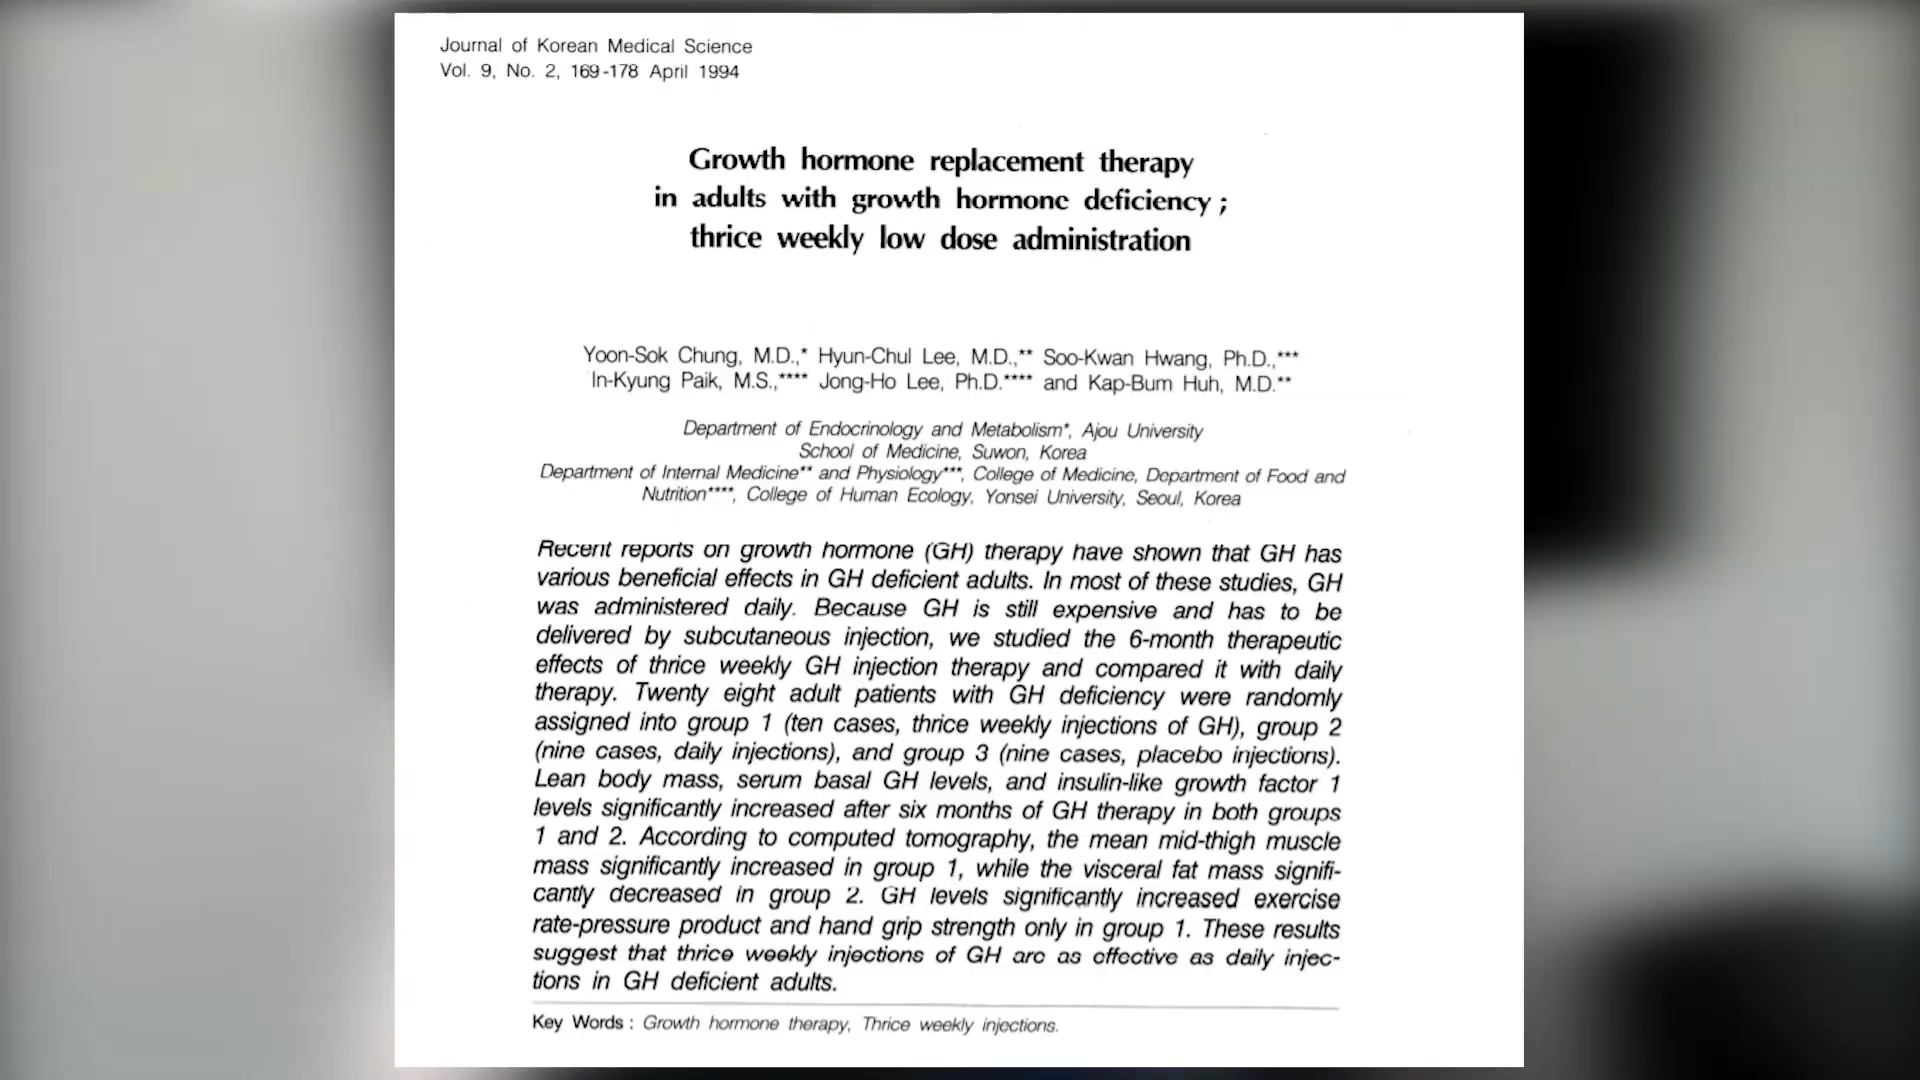 Journal of Korean Medical Science
Vol. 9, No. 2, 169-178 April 1994
Growth hormone replacement therapy
in adults with growth hormone deficiency ;
thrice weekly low dose administration
Yoon-Sok Chung, M.D.,* Hyun-Chul Lee, M.D.,** Soo-Kwan Hwang, Ph.D.,***
In-Kyung Paik, M.S.,**** Jong-Ho Lee, Ph.D.**** and Kap-Bum Huh, M.D.**
Department of Endocrinology and Metabolism*, Ajou University
School of Medicine, Suwon, Korea
Department of Internal Medicine** and Physiology***, College of Medicine, Department of Food and
Nutrition****, College of Human Ecology, Yonsei University, Seoul, Korea
Recent reports on growth hormone (GH) therapy have shown that GH has
various beneficial effects in GH deficient adults. In most of these studies, GH
was administered daily. Because GH is still expensive and has to be
delivered by subcutaneous injection, we studied the 6-month therapeutic
effects of thrice weekly GH injection therapy and compared it with daily
therapy. Twenty eight adult patients with GH deficiency were randomly
assigned into group 1 (ten cases, thrice weekly injections of GH), group 2
(nine cases, daily injections), and group 3 (nine cases, placebo injections).
Lean body mass, serum basal GH levels, and insulin-like growth factor 1
levels significantly increased after six months of GH therapy in both groups
1 and 2. According to computed tomography, the mean mid-thigh muscle
mass significantly increased in group 1, while the visceral fat mass signifi-
cantly decreased in group 2. GH levels significantly increased exercise
rate-pressure product and hand grip strength only in group 1. These results
suggest that thrice weekly injections of GH are as effective as daily injec-
tions in GH deficient adults.
Key Words : Growth hormone therapy, Thrice weekly injections.